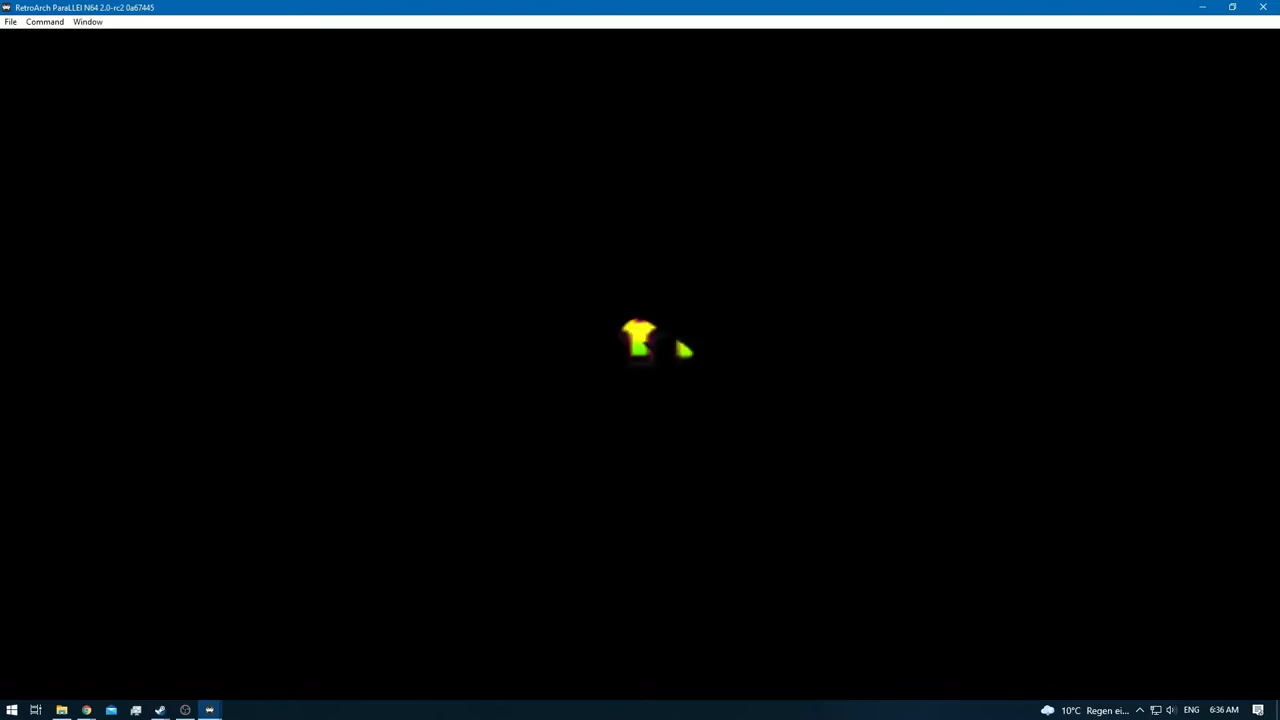 RetroArch ParaLLEl N64 2.0-rc2 0a67445
File Command Window
10°C Regen ei... ENG 6:36 AM